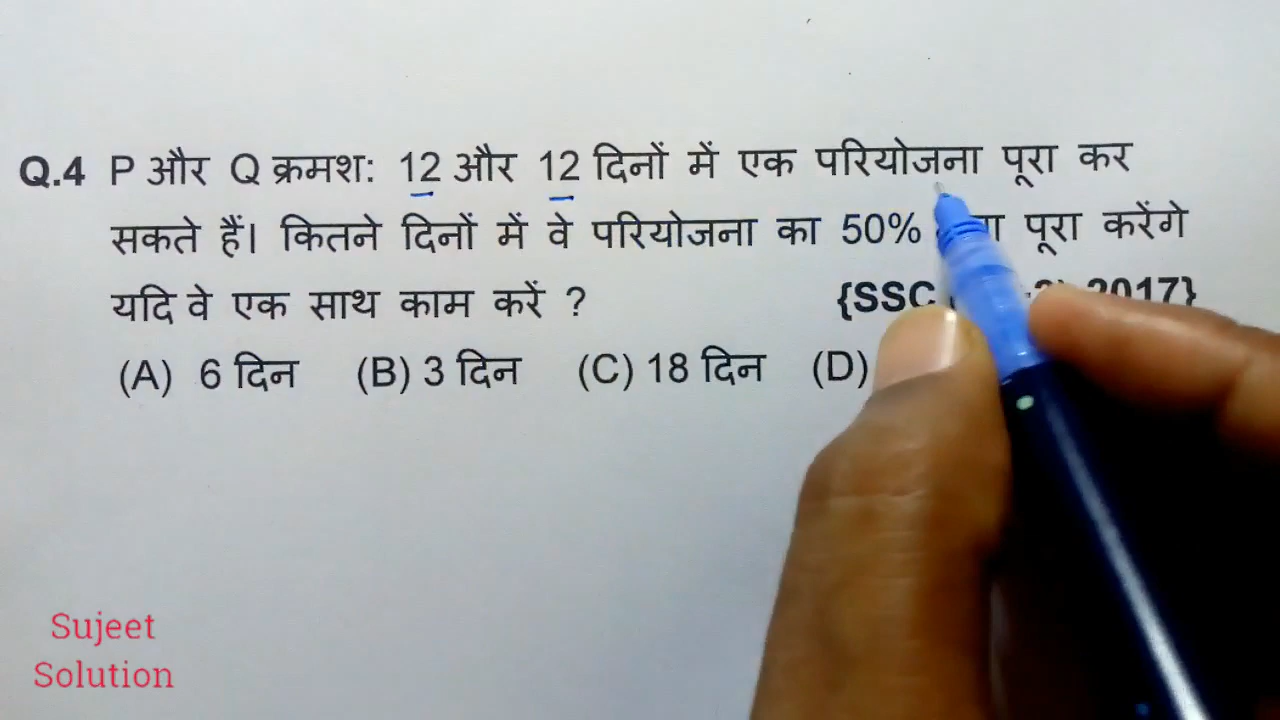 Q.4 P और Q क्रमश: 12 और 12 दिनों में एक परियोजना पूरा कर
सकते हैं। कितने दिनों में वे परियोजना का 50% पूरा करेंगे
यदि वे एक साथ काम करें ? {SSC 2017}
(A) 6 दिन (B) 3 दिन (C) 18 दिन (D)
Sujeet
Solution